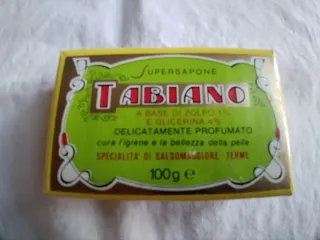 SUPERSAPONE
TABIANO
A BASE DI ZOLFO 1%
E GLICERINA 4%
DELICATAMENTE PROFUMATO
cura l'igiene e la bellezza della pelle
SPECIALITA' DI SALSOMAGGIORE - TERME
100g e